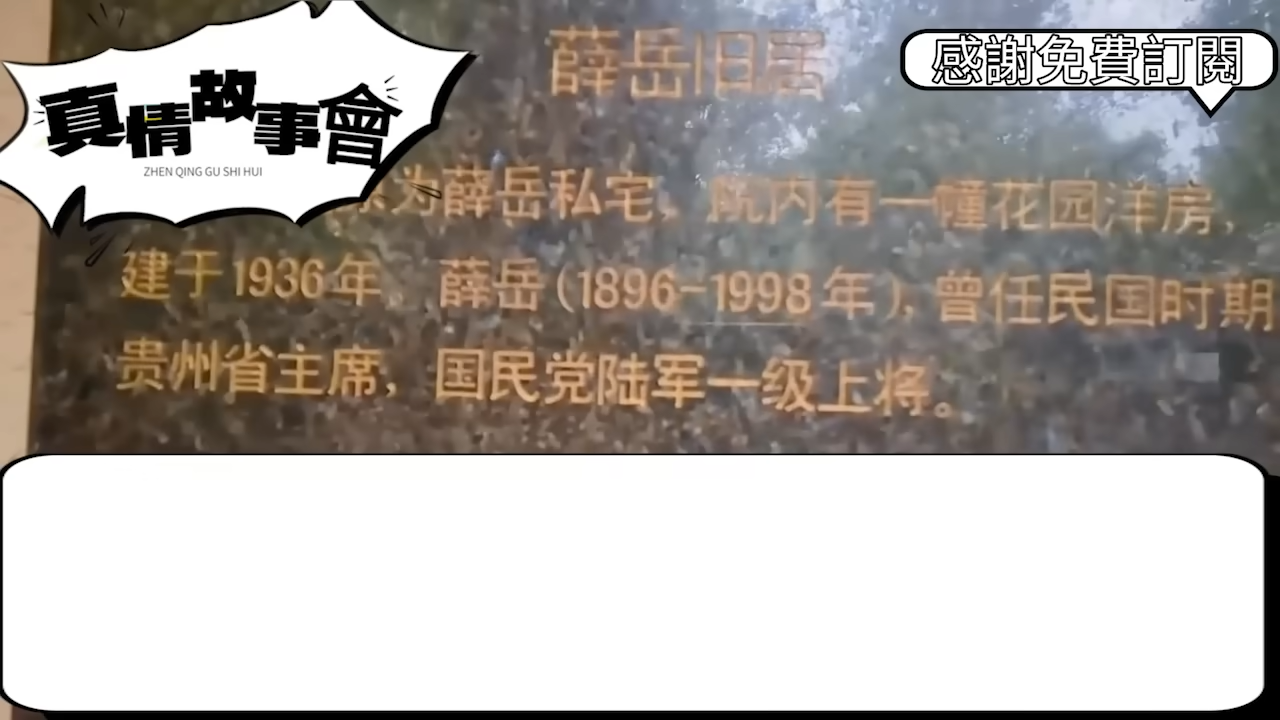 薛岳旧居
真情故事會
ZHEN QING GU SHI HUI
感謝免費訂閱
为薛岳私宅，院内有一幢花园洋房，
建于1936年。薛岳（1896-1998年），曾任民国时期
贵州省主席，国民党陆军一级上将。